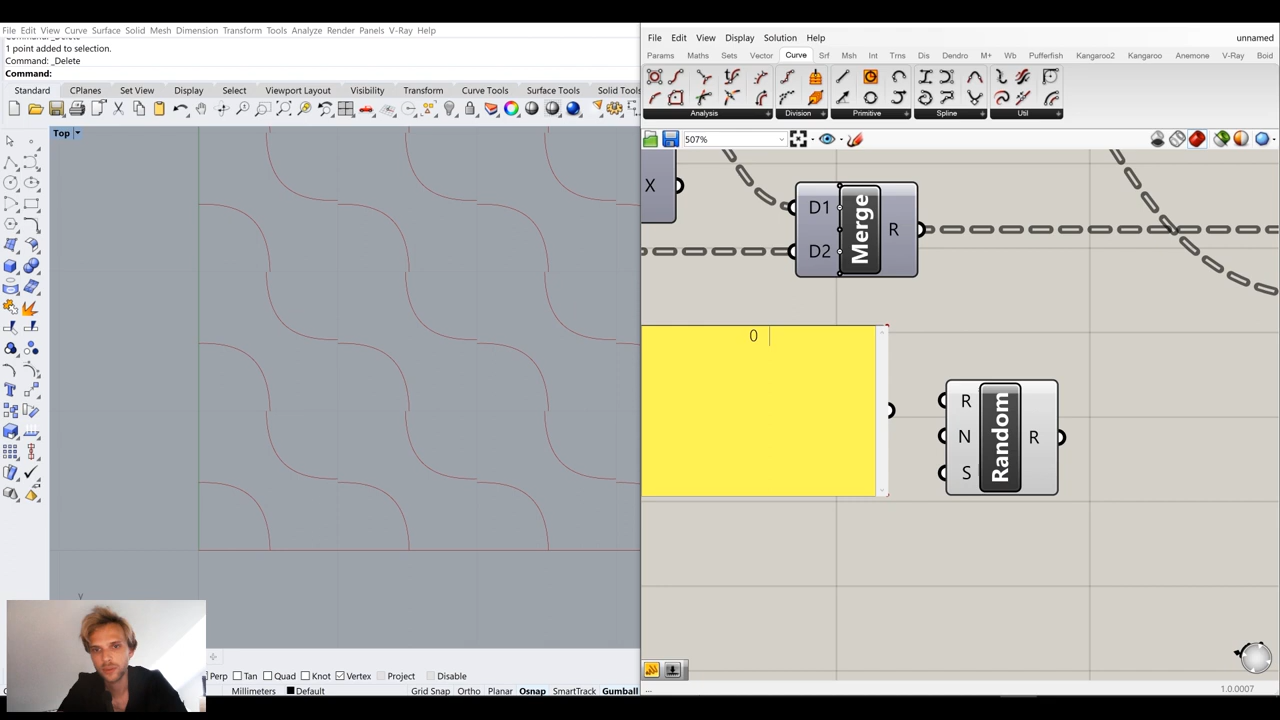 File Edit View Curve Surface Solid Mesh Dimension Transform Tools Analyze Render Panels V-Ray Help
1 point added to selection.
Command: _Delete
Command:
Standard CPlanes Set View Display Select Viewport Layout Visibility Transform Curve Tools Surface Tools Solid Tools
Top
y
Perp Tan Quad Knot Vertex Project Disable
Millimeters Default Grid Snap Ortho Planar Osnap SmartTrack Gumball
File Edit View Display Solution Help unnamed
Params Maths Sets Vector Curve Srf Msh Int Trns Dis Dendro M+ Wb Pufferfish Kangaroo2 Kangaroo Anemone V-Ray Boid
Analysis Division Primitive Spline Util
507%
X
D1
D2
Merge
R
0
R
N
S
Random
R
...
1.0.0007